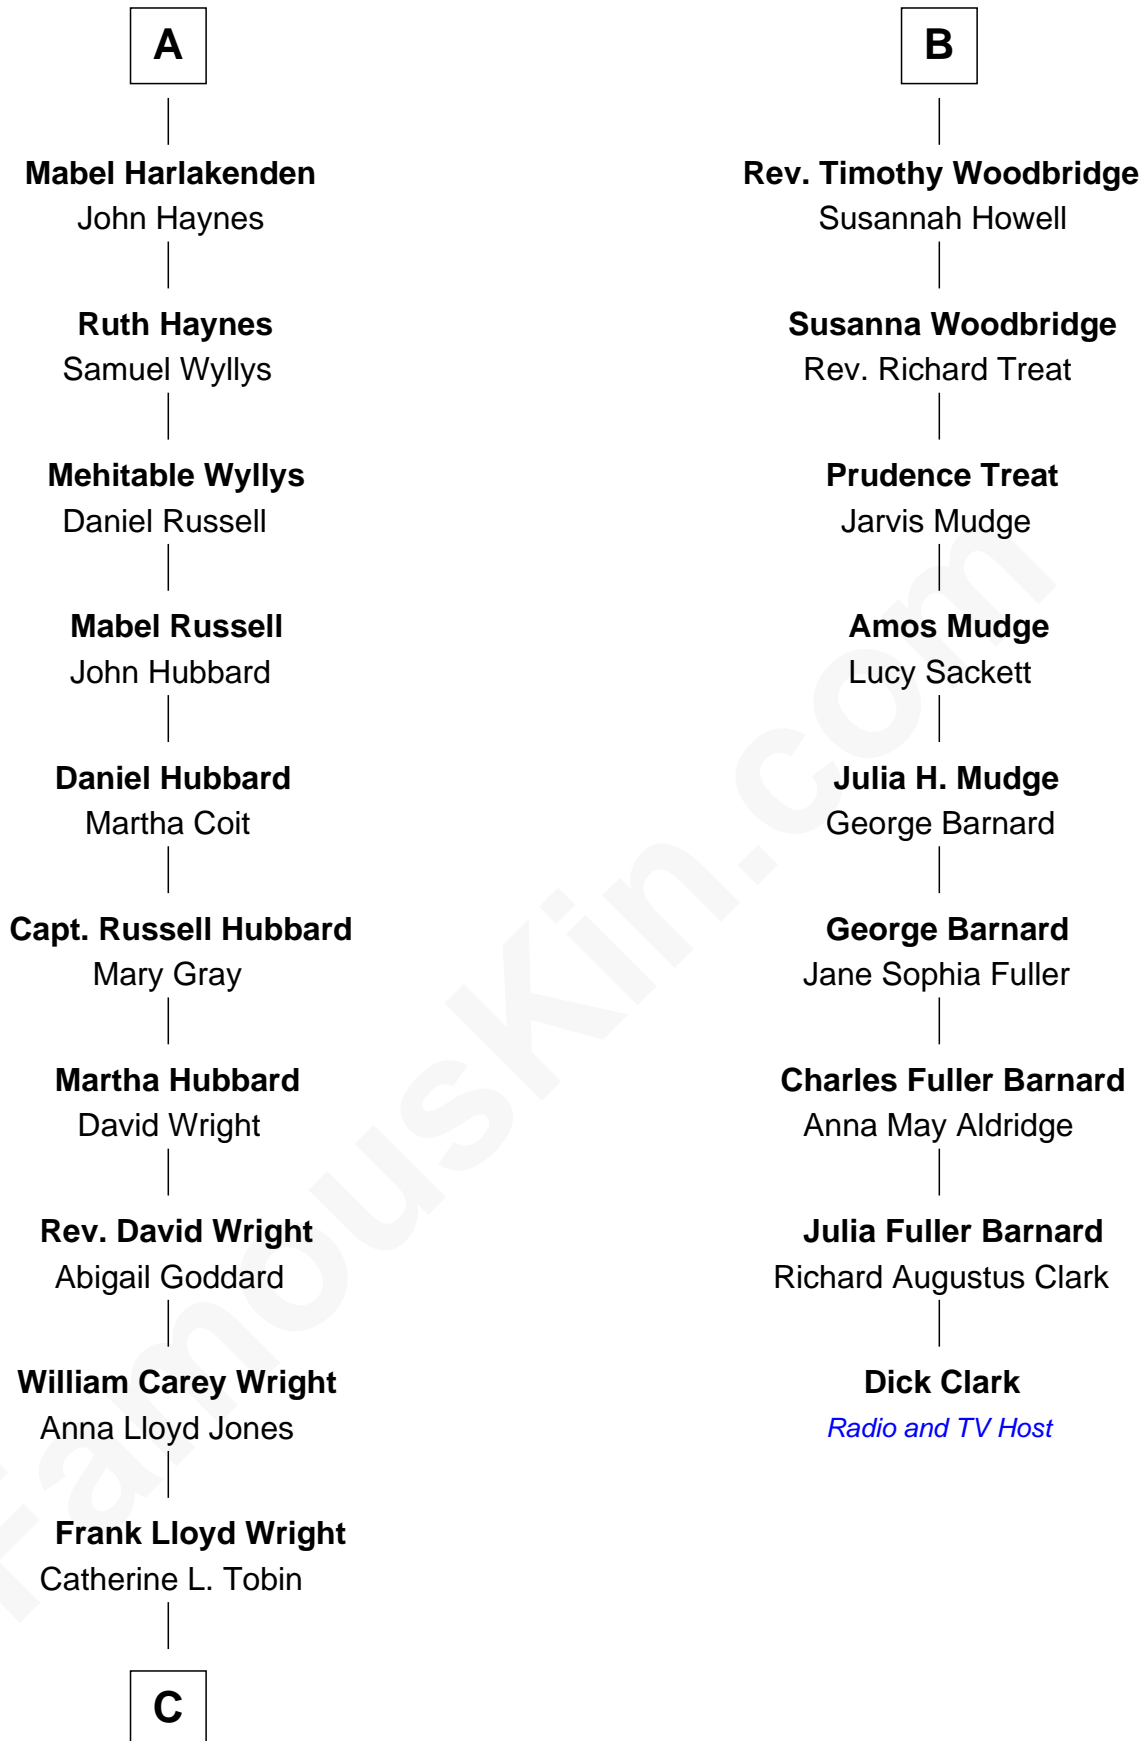 A
Mabel Harlakenden
John Haynes
Ruth Haynes
Samuel Wyllys
Mehitable Wyllys
Daniel Russell
Mabel Russell
John Hubbard
Daniel Hubbard
Martha Coit
Capt. Russell Hubbard
Mary Gray
Martha Hubbard
David Wright
Rev. David Wright
Abigail Goddard
William Carey Wright
Anna Lloyd Jones
Frank Lloyd Wright
Catherine L. Tobin
C
B
Rev. Timothy Woodbridge
Susannah Howell
Susanna Woodbridge
Rev. Richard Treat
Prudence Treat
Jarvis Mudge
Amos Mudge
Lucy Sackett
Julia H. Mudge
George Barnard
George Barnard
Jane Sophia Fuller
Charles Fuller Barnard
Anna May Aldridge
Julia Fuller Barnard
Richard Augustus Clark
Dick Clark
Radio and TV Host
FamousKin.com